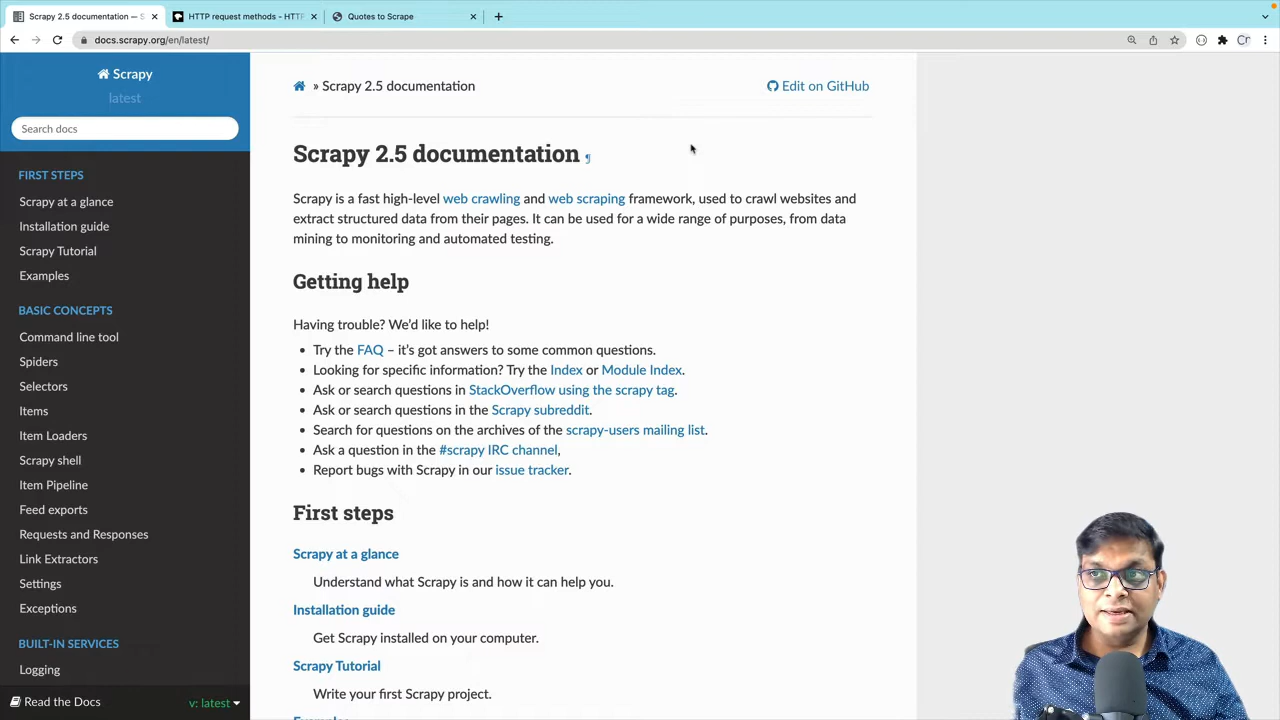 Scrapy 2.5 documentation — S
HTTP request methods - HTTP
Quotes to Scrape
docs.scrapy.org/en/latest/
Cr
Scrapy
latest
Search docs
FIRST STEPS
Scrapy at a glance
Installation guide
Scrapy Tutorial
Examples
BASIC CONCEPTS
Command line tool
Spiders
Selectors
Items
Item Loaders
Scrapy shell
Item Pipeline
Feed exports
Requests and Responses
Link Extractors
Settings
Exceptions
BUILT-IN SERVICES
Logging
Read the Docs
v: latest
» Scrapy 2.5 documentation
Edit on GitHub
Scrapy 2.5 documentation ¶
Scrapy is a fast high-level web crawling and web scraping framework, used to crawl websites and
extract structured data from their pages. It can be used for a wide range of purposes, from data
mining to monitoring and automated testing.
Getting help
Having trouble? We’d like to help!
• Try the FAQ – it’s got answers to some common questions.
• Looking for specific information? Try the Index or Module Index.
• Ask or search questions in StackOverflow using the scrapy tag.
• Ask or search questions in the Scrapy subreddit.
• Search for questions on the archives of the scrapy-users mailing list.
• Ask a question in the #scrapy IRC channel,
• Report bugs with Scrapy in our issue tracker.
First steps
Scrapy at a glance
Understand what Scrapy is and how it can help you.
Installation guide
Get Scrapy installed on your computer.
Scrapy Tutorial
Write your first Scrapy project.